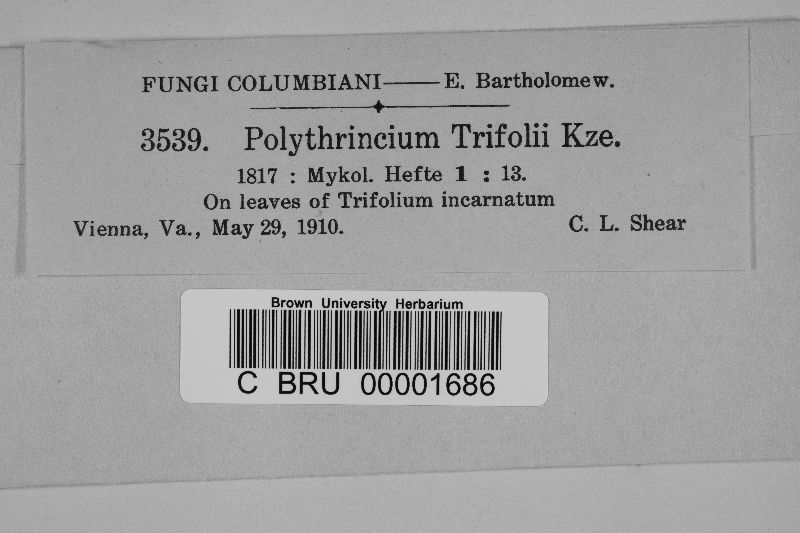 FUNGI COLUMBIANI—E. Bartholomew.
3539. Polythrincium Trifolii Kze.
1817 : Mykol. Hefte 1 : 13.
On leaves of Trifolium incarnatum
Vienna, Va., May 29, 1910. C. L. Shear
Brown University Herbarium
C BRU 00001686